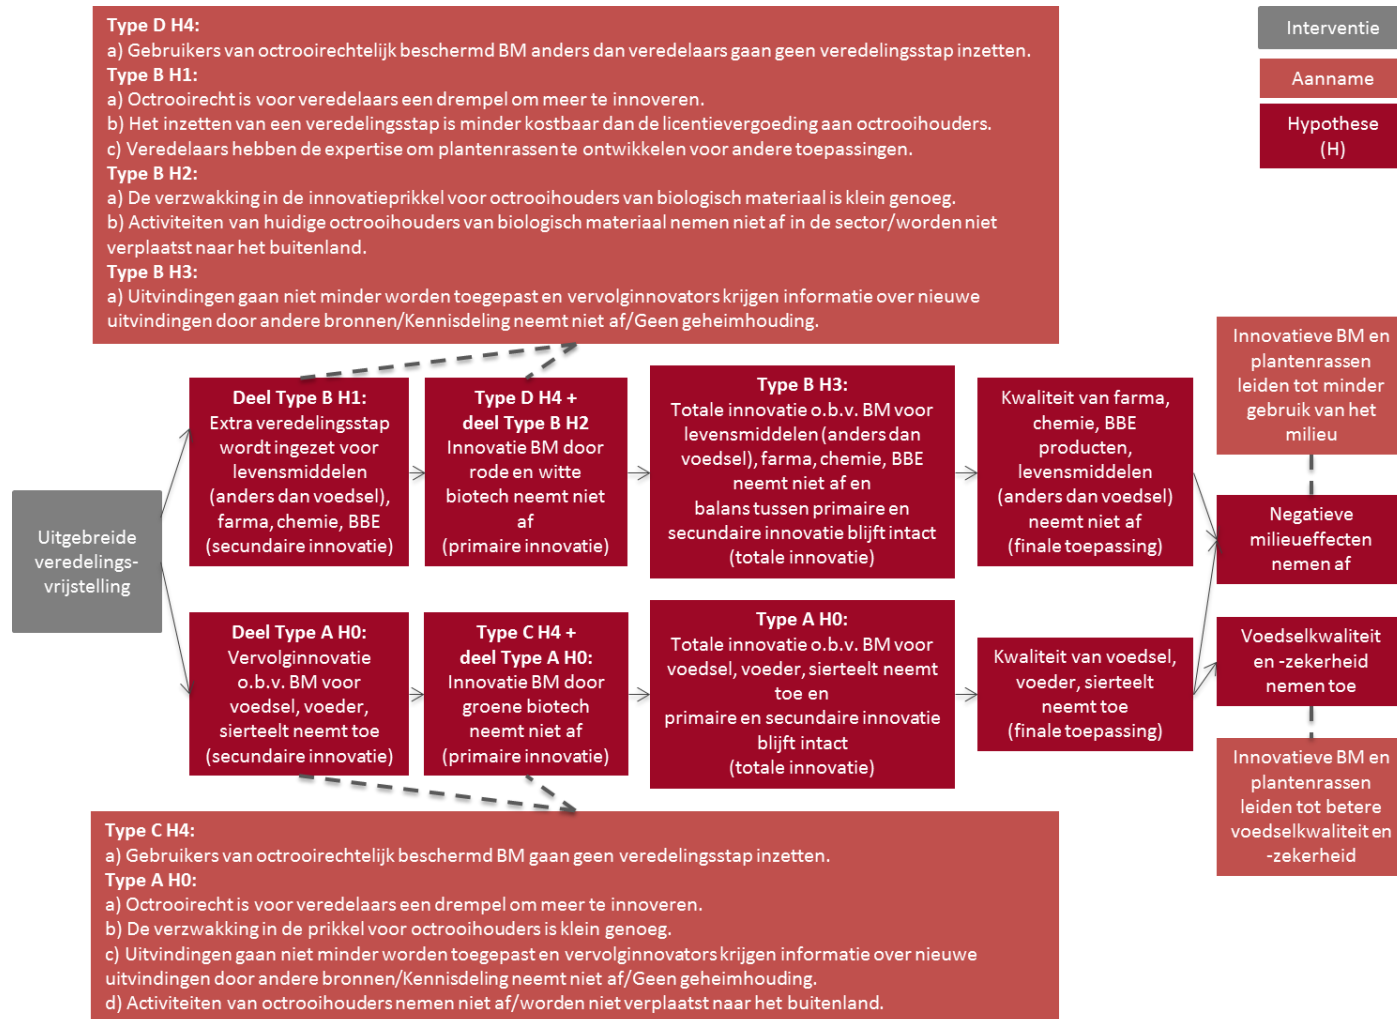 Type D H4:
a) Gebruikers van octrooirechtelijk beschermd BM anders dan veredelaars gaan geen veredelingsstap inzetten.
Type B H1:
a) Octrooirecht is voor veredelaars een drempel om meer te innoveren.
b) Het inzetten van een veredelingsstap is minder kostbaar dan de licentievergoeding aan octrooihouders.
c) Veredelaars hebben de expertise om plantenrassen te ontwikkelen voor andere toepassingen.
Type B H2:
a) De verzwakking in de innovatieprikkel voor octrooihouders van biologisch materiaal is klein genoeg.
b) Activiteiten van huidige octrooihouders van biologisch materiaal nemen niet af in de sector/worden niet
verplaatst naar het buitenland.
Type B H3:
a) Uitvindingen gaan niet minder worden toegepast en vervolginnovators krijgen informatie over nieuwe
uitvindingen door andere bronnen/Kennisdeling neemt niet af/Geen geheimhouding.
Interventie
Aanname
Hypothese
(H)
Uitgebreide
veredelings-
vrijstelling
Deel Type B H1:
Extra veredelingsstap
wordt ingezet voor
levensmiddelen
(anders dan voedsel),
farma, chemie, BBE
(secundaire innovatie)
Type D H4 +
deel Type B H2
Innovatie BM door
rode en witte
biotech neemt niet
af
(primaire innovatie)
Type B H3:
Totale innovatie o.b.v. BM voor
levensmiddelen (anders dan
voedsel), farma, chemie, BBE
neemt niet af en
balans tussen primaire en
secundaire innovatie blijft intact
(totale innovatie)
Kwaliteit van farma,
chemie, BBE
producten,
levensmiddelen
(anders dan voedsel)
neemt niet af
(finale toepassing)
Innovatieve BM en
plantenrassen
leiden tot minder
gebruik van het
milieu
Negatieve
milieueffecten
nemen af
Deel Type A H0:
Vervolginnovatie
o.b.v. BM voor
voedsel, voeder,
sierteelt neemt toe
(secundaire innovatie)
Type C H4 +
deel Type A H0:
Innovatie BM door
groene biotech
neemt niet af
(primaire innovatie)
Type A H0:
Totale innovatie o.b.v. BM voor
voedsel, voeder, sierteelt neemt
toe en
primaire en secundaire innovatie
blijft intact
(totale innovatie)
Kwaliteit van voedsel,
voeder, sierteelt
neemt toe
(finale toepassing)
Voedselkwaliteit
en -zekerheid
nemen toe
Innovatieve BM en
plantenrassen
leiden tot betere
voedselkwaliteit en
-zekerheid
Type C H4:
a) Gebruikers van octrooirechtelijk beschermd BM gaan geen veredelingsstap inzetten.
Type A H0:
a) Octrooirecht is voor veredelaars een drempel om meer te innoveren.
b) De verzwakking in de prikkel voor octrooihouders is klein genoeg.
c) Uitvindingen gaan niet minder worden toegepast en vervolginnovators krijgen informatie over nieuwe
uitvindingen door andere bronnen/Kennisdeling neemt niet af/Geen geheimhouding.
d) Activiteiten van octrooihouders nemen niet af/worden niet verplaatst naar het buitenland.